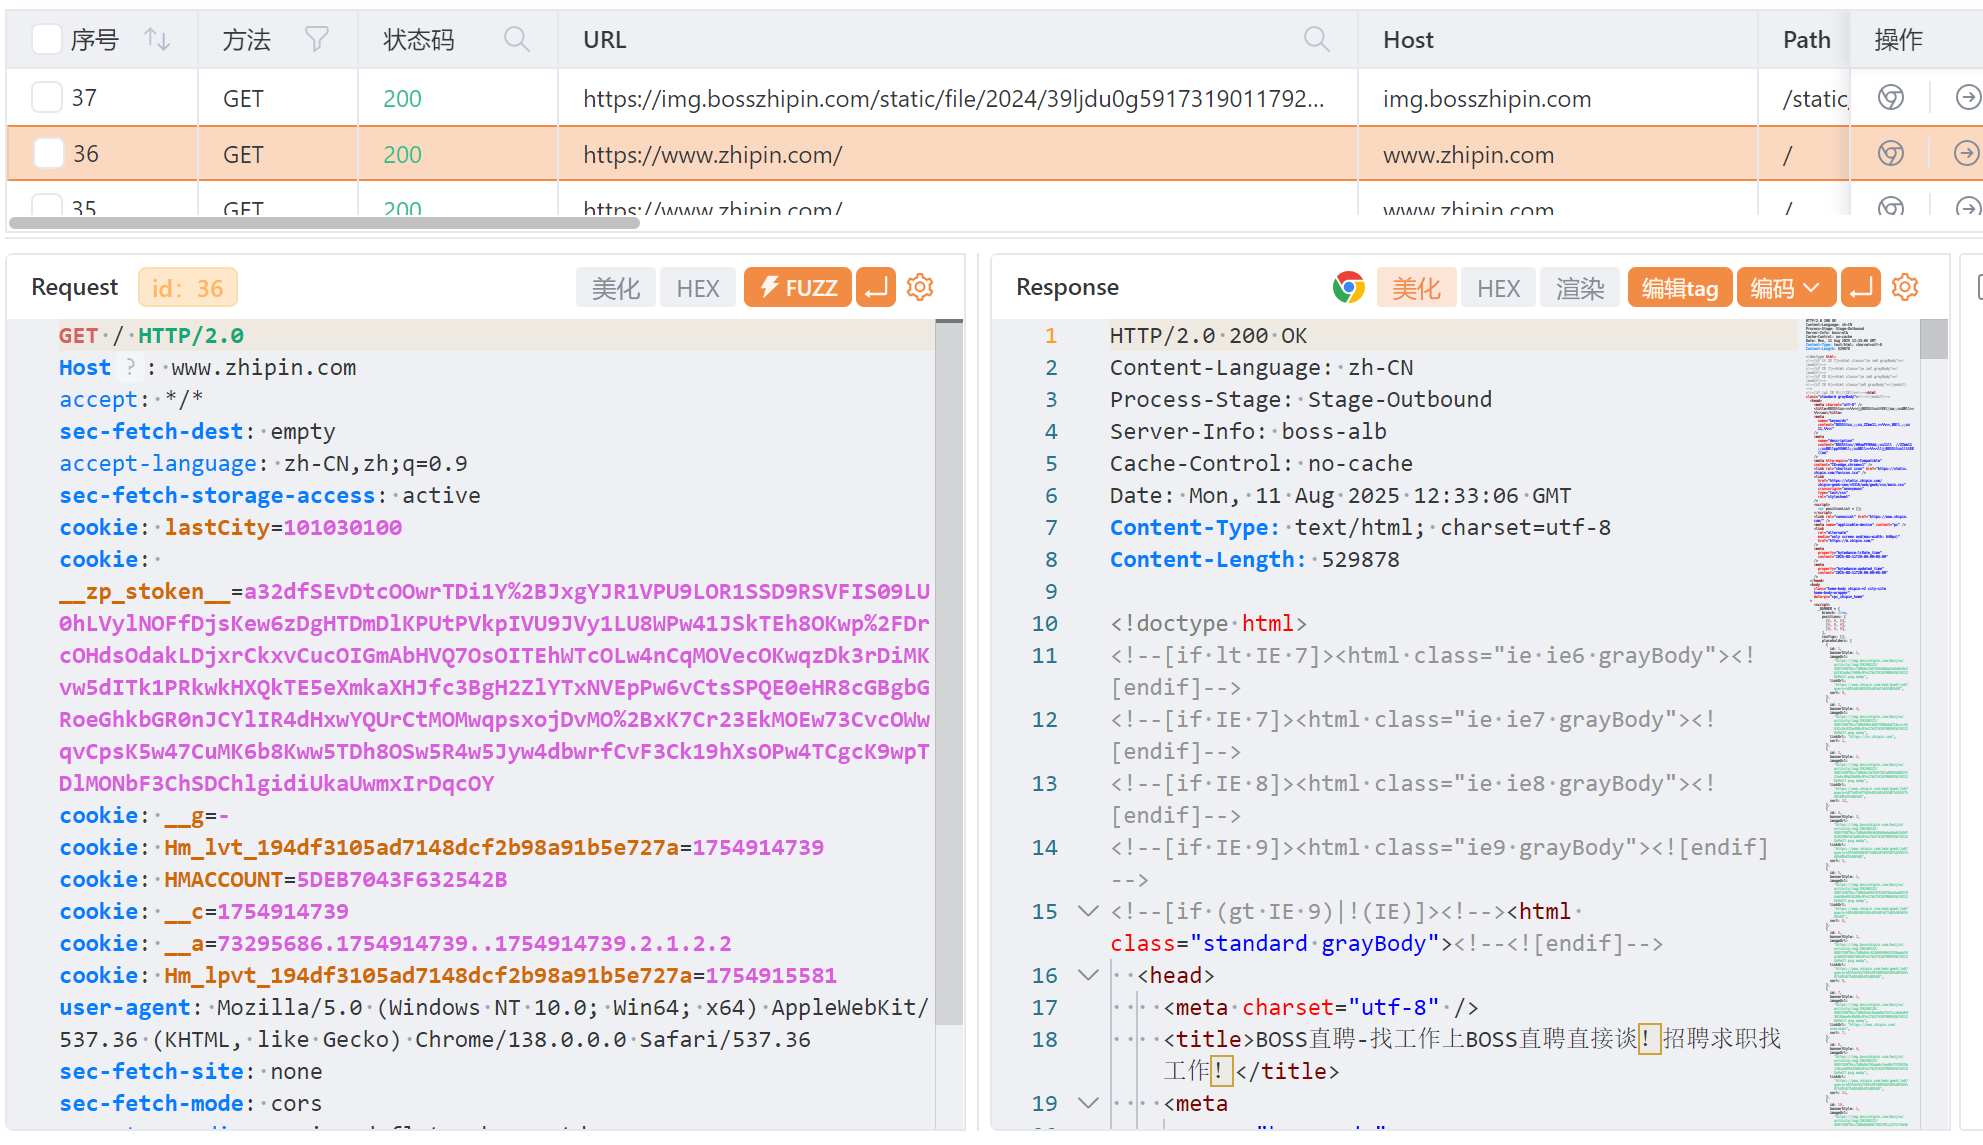 序号 方法 状态码 URL Host Path 操作
37 GET 200 https://img.bosszhipin.com/static/file/2024/39ljdu0g5917319011792... img.bosszhipin.com /static/
36 GET 200 https://www.zhipin.com/ www.zhipin.com /
35 GET 200 https://www.zhipin.com/ www.zhipin.com /
Request id: 36 美化 HEX FUZZ
GET / HTTP/2.0
Host ? : www.zhipin.com
accept: */*
sec-fetch-dest: empty
accept-language: zh-CN,zh;q=0.9
sec-fetch-storage-access: active
cookie: lastCity=101030100
cookie:
__zp_stoken__=a32dfSEvDtcOOwrTDi1Y%2BJxgYJR1VPU9LOR1SSD9RSVFIS09LU
0hLVylNOFfDjsKew6zDgHTDmDlKPUtPVkpIVU9JVy1LU8WPw41JSkTEh8OKwp%2FDr
cOHdsOdakLDjxrCkxvCucOIGmAbHVQ7OsOITEhWTcOLw4nCqMOVecOKwqzDk3rDiMK
vw5dITk1PRkwkHXQkTE5eXmkaXHJfc3BgH2ZlYTxNVEpPw6vCtsSPQE0eHR8cGBgbG
RoeGhkbGR0nJCYlIR4dHxwYQUrCtMOMwqpsxojDvMO%2BxK7Cr23EkMOEw73CvcOWw
qvCpsK5w47CuMK6b8Kww5TDh8OSw5R4w5Jyw4dbwrfCvF3Ck19hXsOPw4TCgcK9wpT
DlMONbF3ChSDChlgidiUkaUwmxIrDqcOY
cookie: __g=-
cookie: Hm_lvt_194df3105ad7148dcf2b98a91b5e727a=1754914739
cookie: HMACCOUNT=5DEB7043F632542B
cookie: __c=1754914739
cookie: __a=73295686.1754914739..1754914739.2.1.2.2
cookie: Hm_lpvt_194df3105ad7148dcf2b98a91b5e727a=1754915581
user-agent: Mozilla/5.0 (Windows NT 10.0; Win64; x64) AppleWebKit/
537.36 (KHTML, like Gecko) Chrome/138.0.0.0 Safari/537.36
sec-fetch-site: none
sec-fetch-mode: cors
Response 美化 HEX 渲染 编辑tag 编码
1 HTTP/2.0 200 OK
2 Content-Language: zh-CN
3 Process-Stage: Stage-Outbound
4 Server-Info: boss-alb
5 Cache-Control: no-cache
6 Date: Mon, 11 Aug 2025 12:33:06 GMT
7 Content-Type: text/html; charset=utf-8
8 Content-Length: 529878
9
10 <!doctype html>
11 <!--[if lt IE 7]><html class="ie ie6 grayBody"><!
[endif]-->
12 <!--[if IE 7]><html class="ie ie7 grayBody"><!
[endif]-->
13 <!--[if IE 8]><html class="ie ie8 grayBody"><!
[endif]-->
14 <!--[if IE 9]><html class="ie9 grayBody"><![endif]
-->
15 <!--[if (gt IE 9)|!(IE)]><!--><html
class="standard grayBody"><!--<![endif]-->
16 <head>
17 <meta charset="utf-8" />
18 <title>BOSS直聘-找工作上BOSS直聘直接谈！招聘求职找
工作！</title>
19 <meta